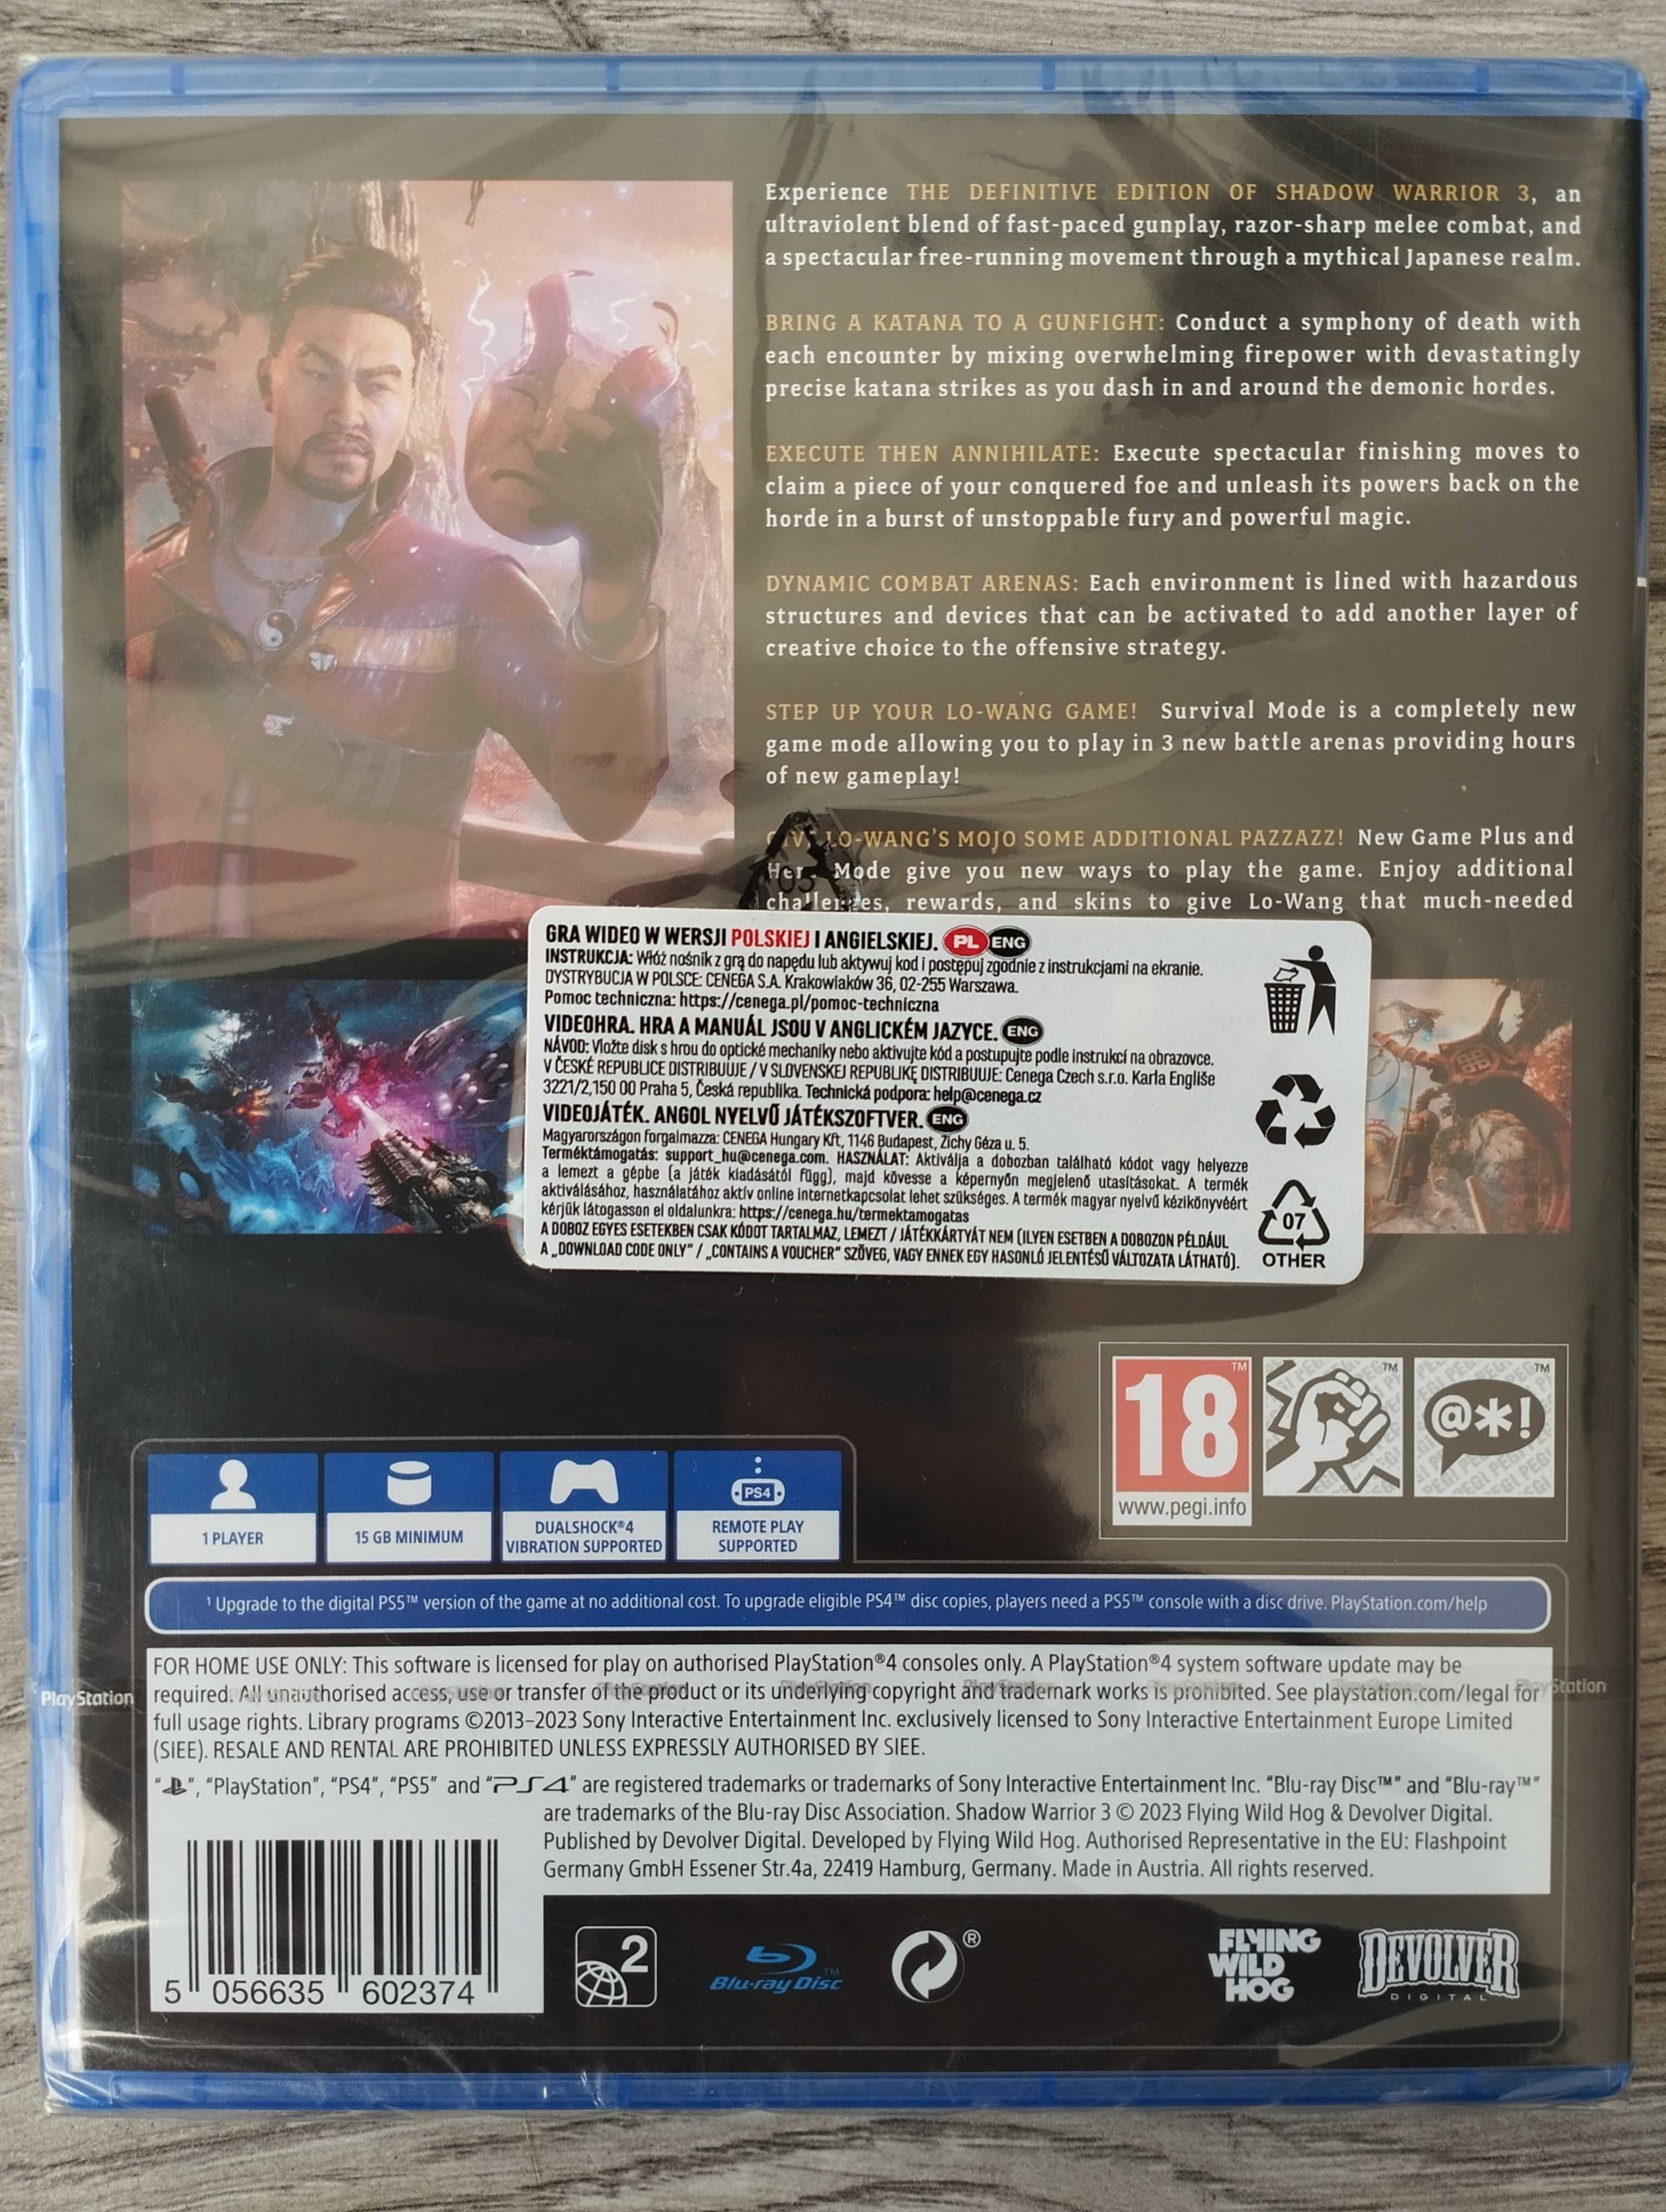 Experience THE DEFINITIVE EDITION OF SHADOW WARRIOR 3, an
ultraviolent blend of fast-paced gunplay, razor-sharp melee combat, and
a spectacular free-running movement through a mythical Japanese realm.
BRING A KATANA TO A GUNFIGHT: Conduct a symphony of death with
each encounter by mixing overwhelming firepower with devastatingly
precise katana strikes as you dash in and around the demonic hordes.
EXECUTE THEN ANNIHILATE: Execute spectacular finishing moves to
claim a piece of your conquered foe and unleash its powers back on the
horde in a burst of unstoppable fury and powerful magic.
DYNAMIC COMBAT ARENAS: Each environment is lined with hazardous
structures and devices that can be activated to add another layer of
creative choice to the offensive strategy.
STEP UP YOUR LO-WANG GAME! Survival Mode is a completely new
game mode allowing you to play in 3 new battle arenas providing hours
of new gameplay!
LO-WANG'S MOJO SOME ADDITIONAL PAZZAZZ! New Game Plus and
Mode give you new ways to play the game. Enjoy additional
challenges, rewards, and skins to give Lo-Wang that much-needed
GRA WIDEO W WERSJI POLSKIEJ I ANGIELSKIEJ. PL ENG
INSTRUKCJA: Włóż nośnik z grą do napędu lub aktywuj kod i postępuj zgodnie z instrukcjami na ekranie.
DYSTRYBUCJA W POLSCE: CENEGA S.A. Krakowiaków 36, 02-255 Warszawa.
Pomoc techniczna: https://cenega.pl/pomoc-techniczna
VIDEOHRA. HRA A MANUÁL JSOU V ANGLICKÉM JAZYCE. ENG
NÁVOD: Vložte disk s hrou do optické mechaniky nebo aktivujte kód a postupujte podle instrukcí na obrazovce.
V ČESKÉ REPUBLICE DISTRIBUUJE / V SLOVENSKEJ REPUBLIKĘ DISTRIBUUJE: Cenega Czech s.r.o. Karla Engliše
3221/2, 150 00 Praha 5, Česká republika. Technická podpora: help@cenega.cz
VIDEOJÁTÉK. ANGOL NYELVŰ JÁTÉKSZOFTVER. ENG
Magyarországon forgalmazza: CENEGA Hungary Kft, 1146 Budapest, Zichy Géza u. 5.
Terméktámogatás: support_hu@cenega.com. HASZNÁLAT: Aktiválja a dobozban található kódot vagy helyezze
a lemezt a gépbe (a játék kiadásától függ), majd kövesse a képernyőn megjelenő utasításokat. A termék
aktiválásához, használatához aktív online internetkapcsolat lehet szükséges. A termék magyar nyelvű kézikönyvéért
kérjük látogasson el oldalunkra: https://cenega.hu/termektamogatas
A DOBOZ EGYES ESETEKBEN CSAK KÓDOT TARTALMAZ, LEMEZT / JÁTÉKKÁRTYÁT NEM (ILYEN ESETBEN A DOBOZON PÉLDÁUL
A „DOWNLOAD CODE ONLY" / „CONTAINS A VOUCHER" SZÖVEG, VAGY ENNEK EGY HASONLÓ JELENTÉSŰ VÁLTOZATA LÁTHATÓ).
07
OTHER
18
www.pegi.info
@*!
PS4
1 PLAYER
15 GB MINIMUM
DUALSHOCK®4
VIBRATION SUPPORTED
REMOTE PLAY
SUPPORTED
¹ Upgrade to the digital PS5™ version of the game at no additional cost. To upgrade eligible PS4™ disc copies, players need a PS5™ console with a disc drive. PlayStation.com/help
FOR HOME USE ONLY: This software is licensed for play on authorised PlayStation®4 consoles only. A PlayStation®4 system software update may be
required. All unauthorised access, use or transfer of the product or its underlying copyright and trademark works is prohibited. See playstation.com/legal for
full usage rights. Library programs ©2013–2023 Sony Interactive Entertainment Inc. exclusively licensed to Sony Interactive Entertainment Europe Limited
(SIEE). RESALE AND RENTAL ARE PROHIBITED UNLESS EXPRESSLY AUTHORISED BY SIEE.
PlayStation
"", "PlayStation", "PS4", "PS5" and "PS4" are registered trademarks or trademarks of Sony Interactive Entertainment Inc. "Blu-ray Disc™" and "Blu-ray™"
are trademarks of the Blu-ray Disc Association. Shadow Warrior 3 © 2023 Flying Wild Hog & Devolver Digital.
Published by Devolver Digital. Developed by Flying Wild Hog. Authorised Representative in the EU: Flashpoint
Germany GmbH Essener Str.4a, 22419 Hamburg, Germany. Made in Austria. All rights reserved.
5 056635 602374
2
Blu-ray Disc™
®
FLYING
WILD
HOG
DEVOLVER
DIGITAL